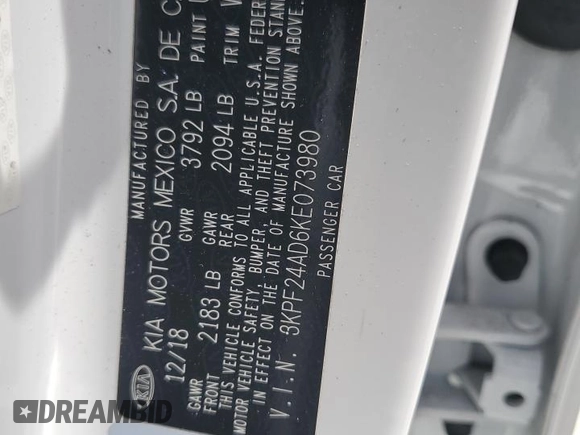 MANUFACTURED BY
KIA KIA MOTORS MEXICO S.A. DE C
12/18 GVWR 3792 LB PAINT
GAWR FRONT 2183 LB GAWR REAR 2094 LB TRIM
THIS VEHICLE CONFORMS TO ALL APPLICABLE U.S.A. FEDER
MOTOR VEHICLE SAFETY, BUMPER, AND THEFT PREVENTION STAN
IN EFFECT ON THE DATE OF MANUFACTURE SHOWN ABOVE.
V.I.N. 3KPF24AD6KE073980
PASSENGER CAR
DREAMBID